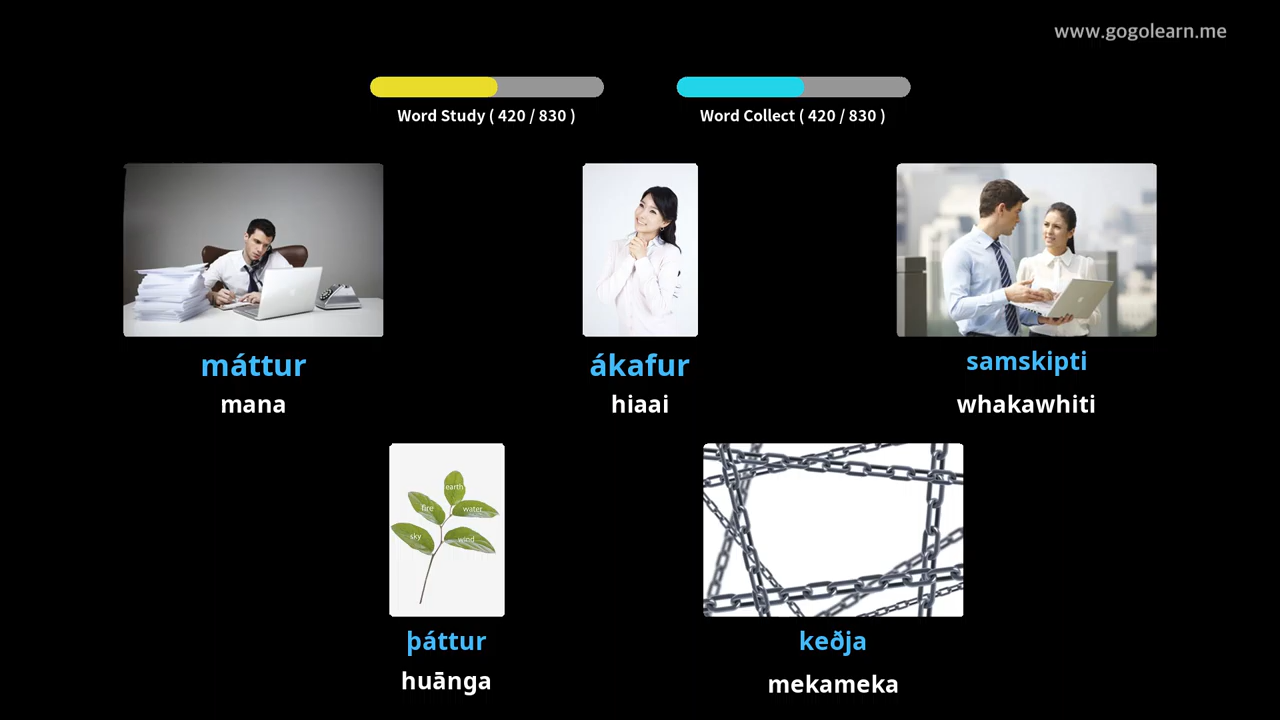 www.gogolearn.me
Word Study ( 420 / 830 )
Word Collect ( 420 / 830 )
máttur
mana
ákafur
hiaai
samskipti
whakawhiti
earth
fire
water
sky
wind
þáttur
huānga
keðja
mekameka